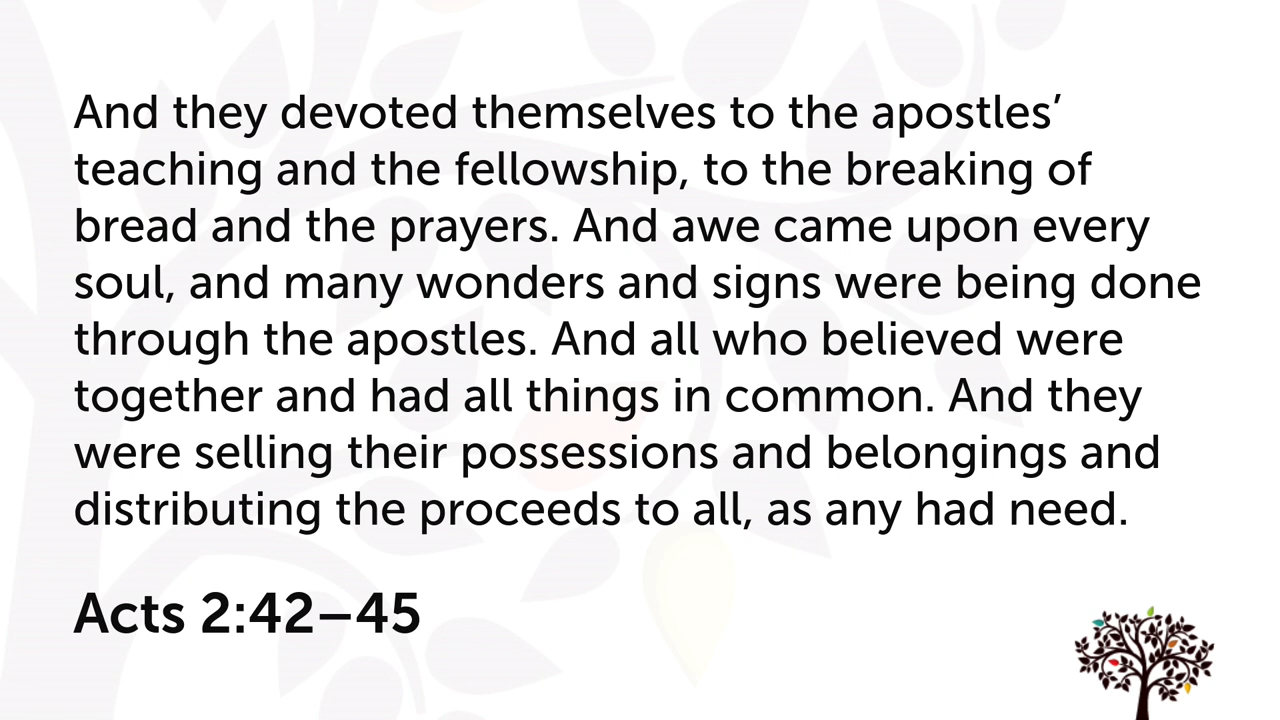 And they devoted themselves to the apostles’
teaching and the fellowship, to the breaking of
bread and the prayers. And awe came upon every
soul, and many wonders and signs were being done
through the apostles. And all who believed were
together and had all things in common. And they
were selling their possessions and belongings and
distributing the proceeds to all, as any had need.
Acts 2:42–45